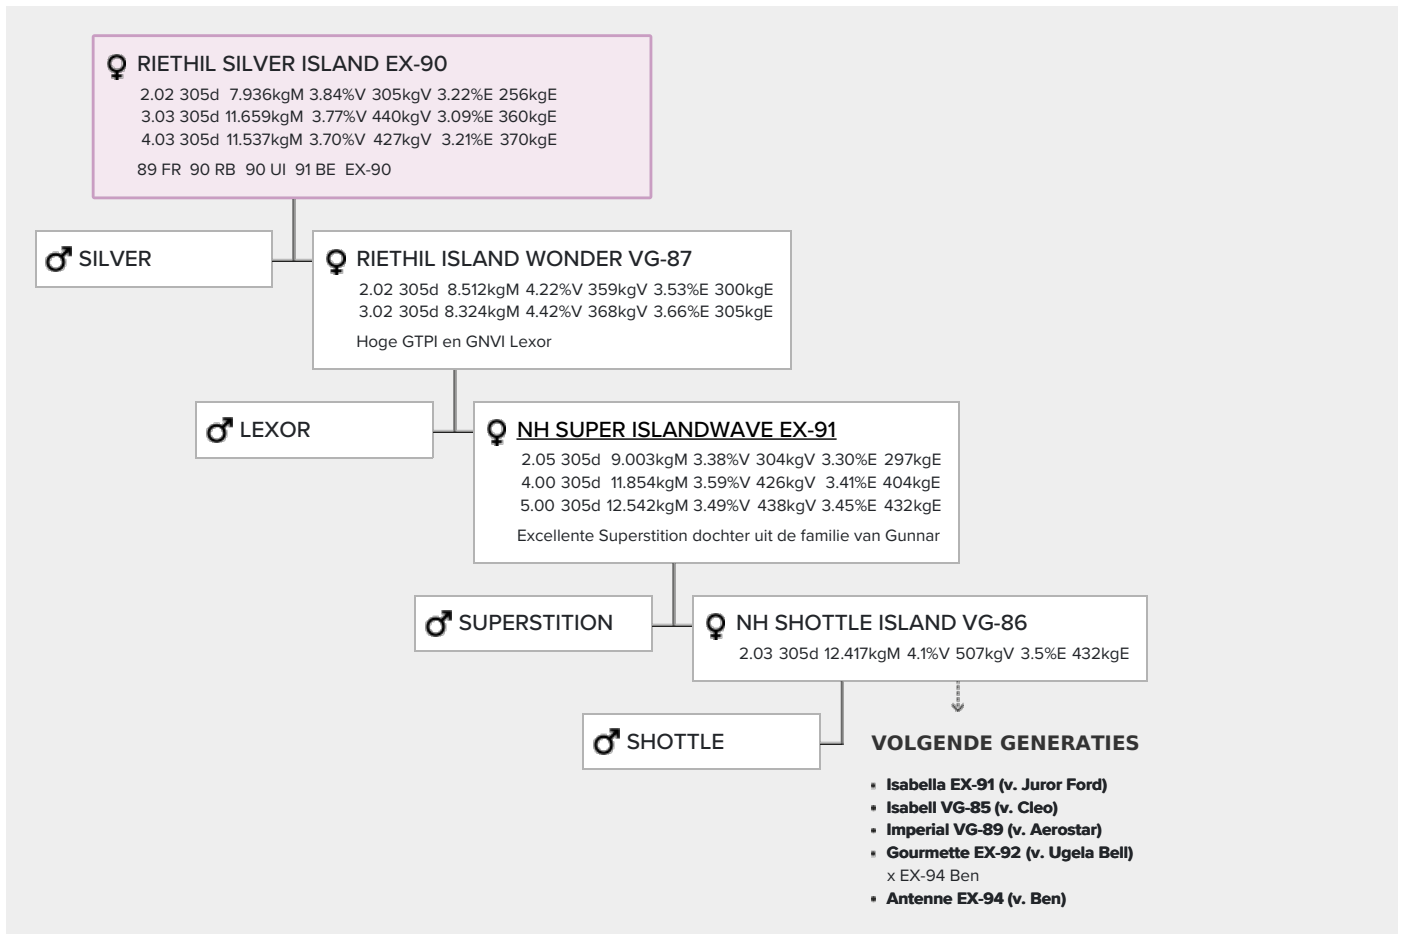 RIETHIL SILVER ISLAND EX-90
2.02 305d 7.936kgM 3.84%V 305kgV 3.22%E 256kgE
3.03 305d 11.659kgM 3.77%V 440kgV 3.09%E 360kgE
4.03 305d 11.537kgM 3.70%V 427kgV 3.21%E 370kgE
89 FR 90 RB 90 UI 91 BE EX-90
SILVER
RIETHIL ISLAND WONDER VG-87
2.02 305d 8.512kgM 4.22%V 359kgV 3.53%E 300kgE
3.02 305d 8.324kgM 4.42%V 368kgV 3.66%E 305kgE
Hoge GTPI en GNVI Lexor
LEXOR
NH SUPER ISLANDWAVE EX-91
2.05 305d 9.003kgM 3.38%V 304kgV 3.30%E 297kgE
4.00 305d 11.854kgM 3.59%V 426kgV 3.41%E 404kgE
5.00 305d 12.542kgM 3.49%V 438kgV 3.45%E 432kgE
Excellente Superstition dochter uit de familie van Gunnar
SUPERSTITION
NH SHOTTLE ISLAND VG-86
2.03 305d 12.417kgM 4.1%V 507kgV 3.5%E 432kgE
SHOTTLE
VOLGENDE GENERATIES
Isabella EX-91 (v. Juror Ford)
Isabell VG-85 (v. Cleo)
Imperial VG-89 (v. Aerostar)
Gourmette EX-92 (v. Ugela Bell)
x EX-94 Ben
Antenne EX-94 (v. Ben)